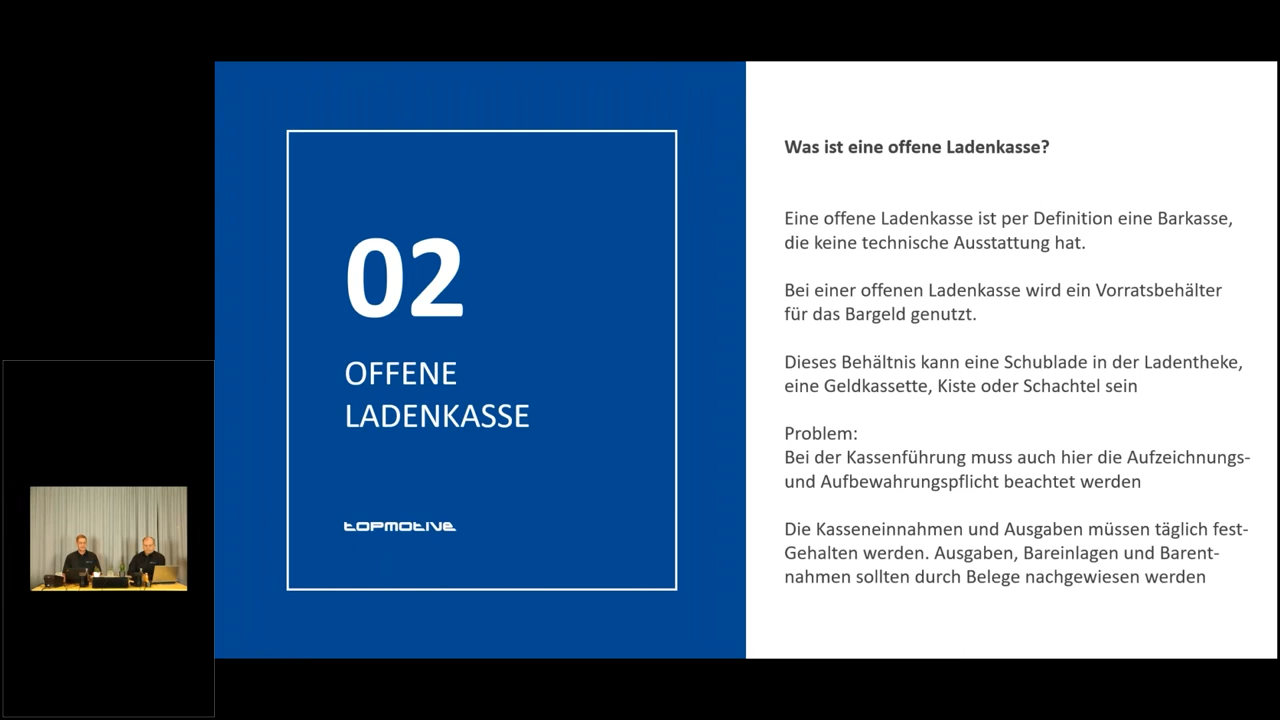 02
OFFENE
LADENKASSE
TOPMOTIVE
Was ist eine offene Ladenkasse?
Eine offene Ladenkasse ist per Definition eine Barkasse,
die keine technische Ausstattung hat.
Bei einer offenen Ladenkasse wird ein Vorratsbehälter
für das Bargeld genutzt.
Dieses Behältnis kann eine Schublade in der Ladentheke,
eine Geldkassette, Kiste oder Schachtel sein
Problem:
Bei der Kassenführung muss auch hier die Aufzeichnungs-
und Aufbewahrungspflicht beachtet werden
Die Kasseneinnahmen und Ausgaben müssen täglich fest-
Gehalten werden. Ausgaben, Bareinlagen und Barent-
nahmen sollten durch Belege nachgewiesen werden